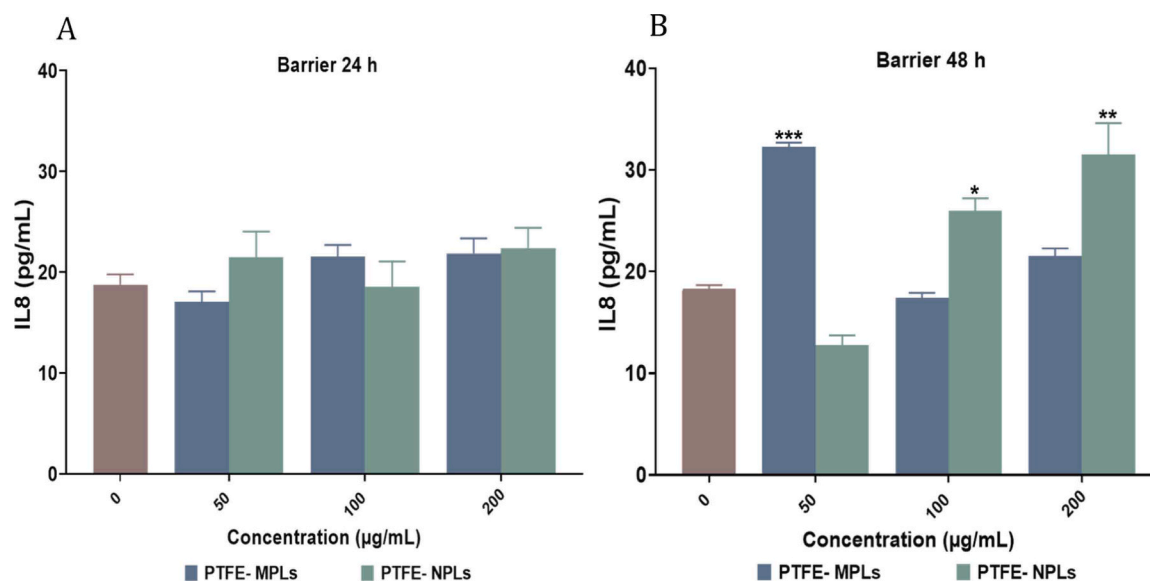 A
Barrier 24 h
40
30
20
10
0
IL8 (pg/mL)
0
50
100
200
Concentration (µg/mL)
PTFE- MPLs
PTFE- NPLs
B
Barrier 48 h
40
30
20
10
0
IL8 (pg/mL)
***
*
**
0
50
100
200
Concentration (µg/mL)
PTFE- MPLs
PTFE- NPLs